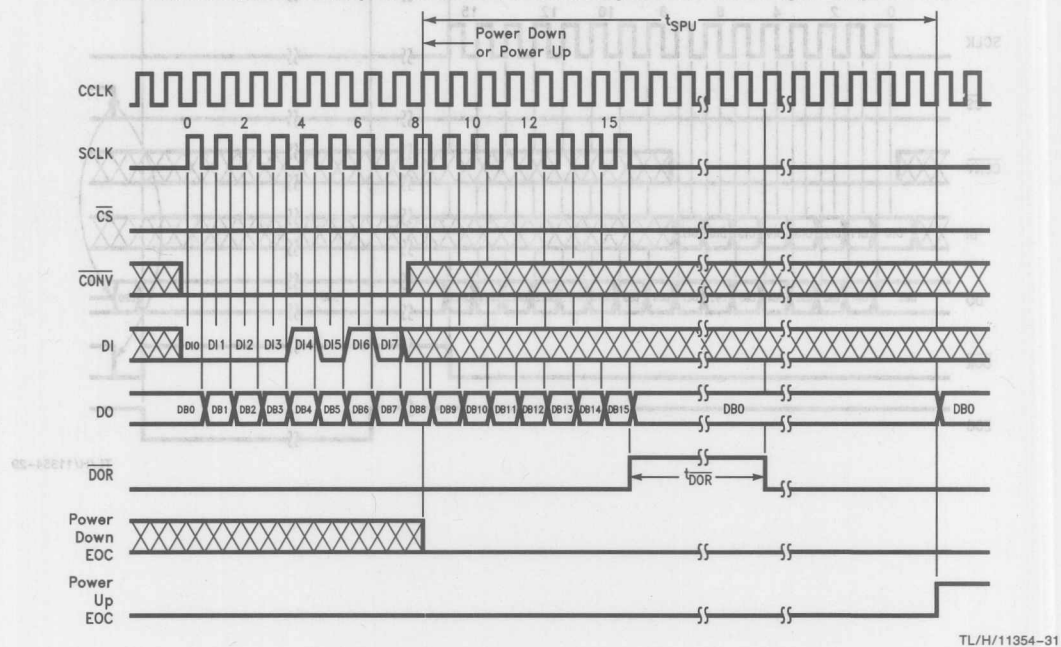 tSPU
Power Down
or Power Up
CCLK
0 2 4 6 8 10 12 15
SCLK
CS
CONV
DI DI0 DI1 DI2 DI3 DI4 DI5 DI6 DI7
DO DB0 DB1 DB2 DB3 DB4 DB5 DB6 DB7 DB8 DB9 DB10 DB11 DB12 DB13 DB14 DB15 DB0 DB0
DOR tDOR
Power
Down
EOC
Power
Up
EOC
TL/H/11354-31